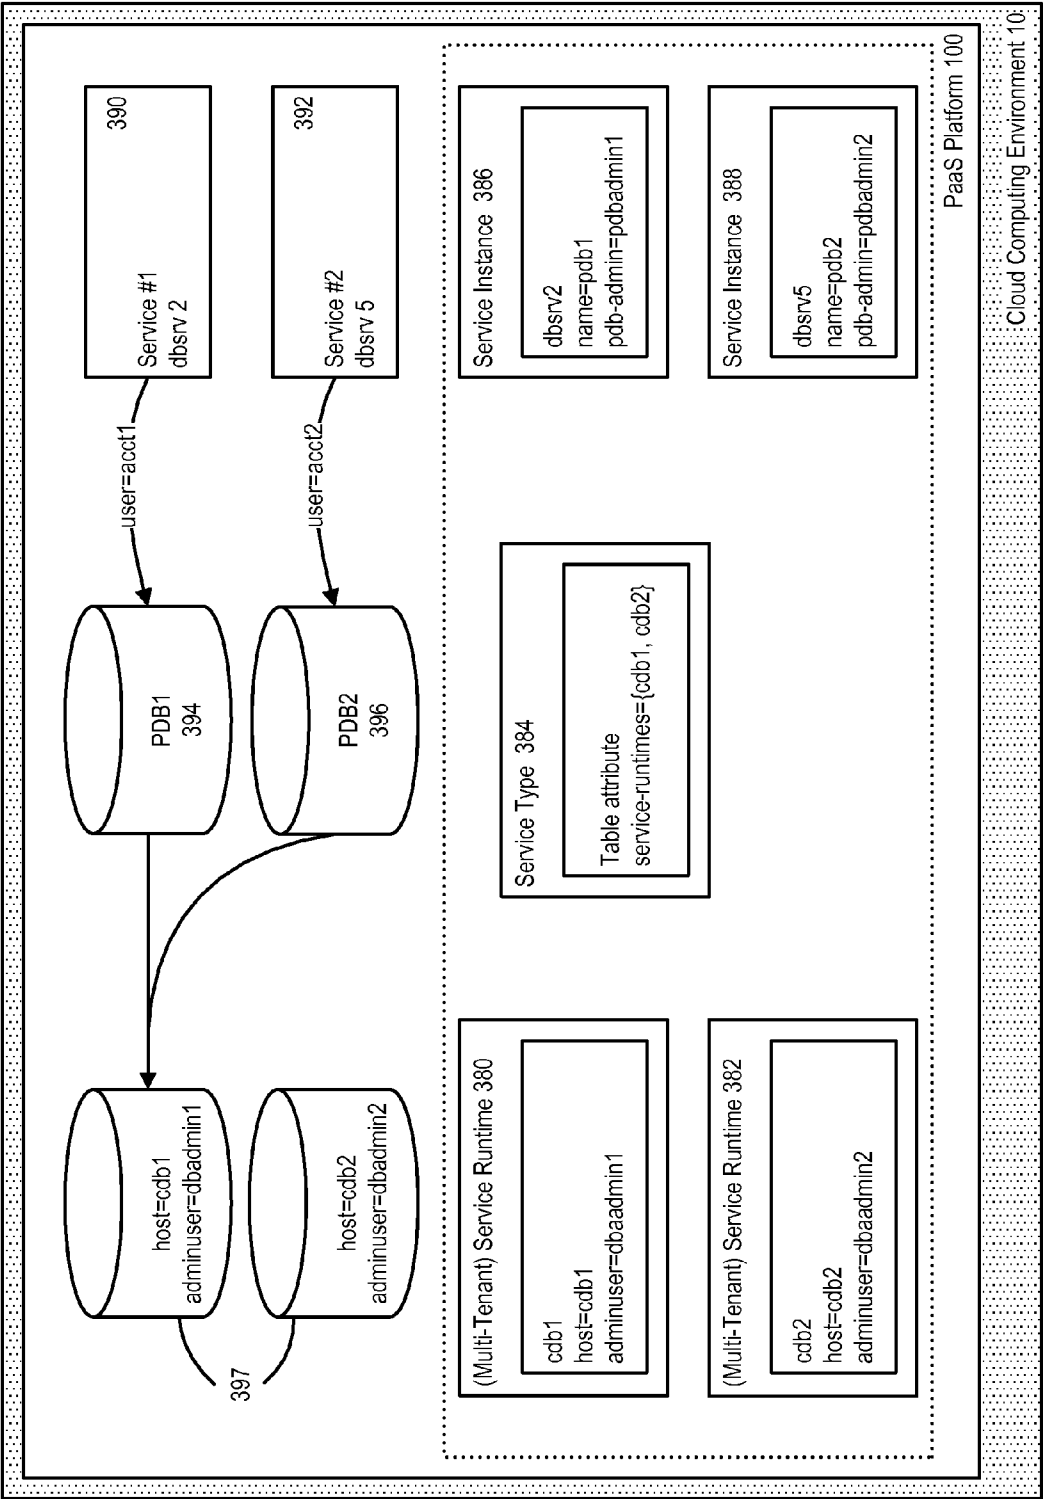 host=cdb1
adminuser=dbadmin1
host=cdb2
adminuser=dbadmin2
397
PDB1
394
PDB2
396
user=acct1
user=acct2
390
Service #1
dbsrv 2
392
Service #2
dbsrv 5
(Multi-Tenant) Service Runtime 380
cdb1
host=cdb1
adminuser=dbaadmin1
(Multi-Tenant) Service Runtime 382
cdb2
host=cdb2
adminuser=dbaadmin2
Service Type 384
Table attribute
service-runtimes={cdb1, cdb2}
Service Instance 386
dbsrv2
name=pdb1
pdb-admin=pdbadmin1
Service Instance 388
dbsrv5
name=pdb2
pdb-admin=pdbadmin2
PaaS Platform 100
Cloud Computing Environment 10